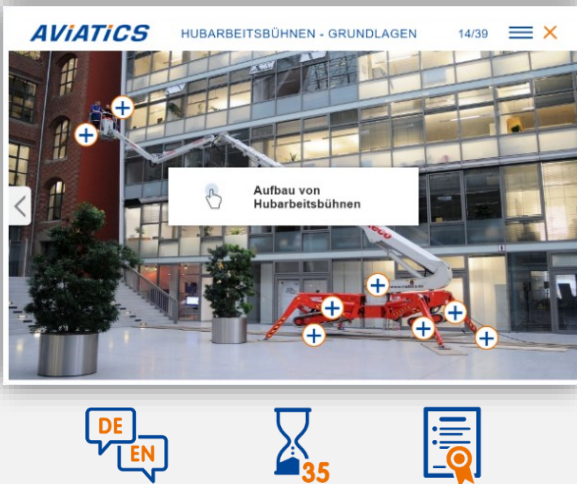 AViATiCS HUBARBEITSBÜHNEN - GRUNDLAGEN 14/39
Aufbau von
Hubarbeitsbühnen
DE
EN
35